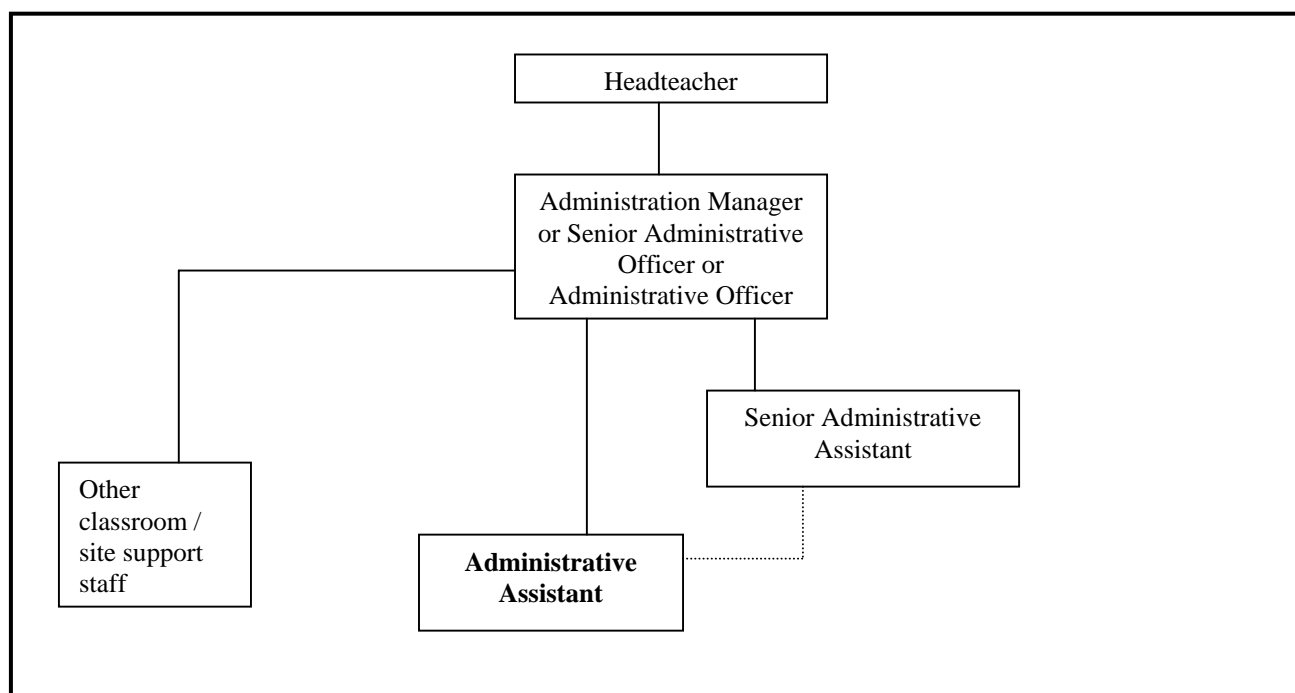 Headteacher
Administration Manager
or Senior Administrative
Officer or
Administrative Officer
Senior Administrative
Assistant
Other
classroom /
site support
staff
Administrative
Assistant